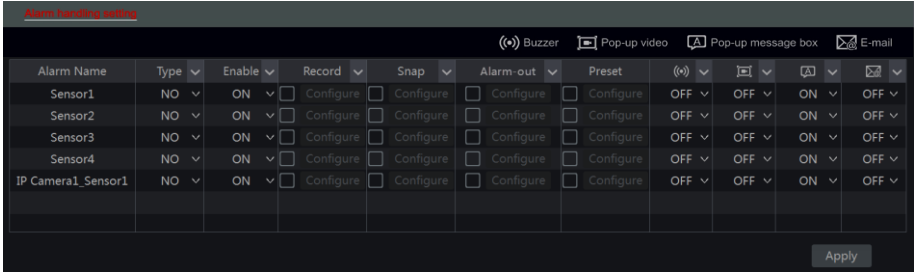 Alarm handling setting
Buzzer Pop-up video Pop-up message box E-mail
Alarm Name Type Enable Record Snap Alarm-out Preset
Sensor1 NO ON Configure Configure Configure Configure OFF OFF ON OFF
Sensor2 NO ON Configure Configure Configure Configure OFF OFF ON OFF
Sensor3 NO ON Configure Configure Configure Configure OFF OFF ON OFF
Sensor4 NO ON Configure Configure Configure Configure OFF OFF ON OFF
IP Camera1_Sensor1 NO ON Configure Configure Configure Configure OFF OFF ON OFF
Apply